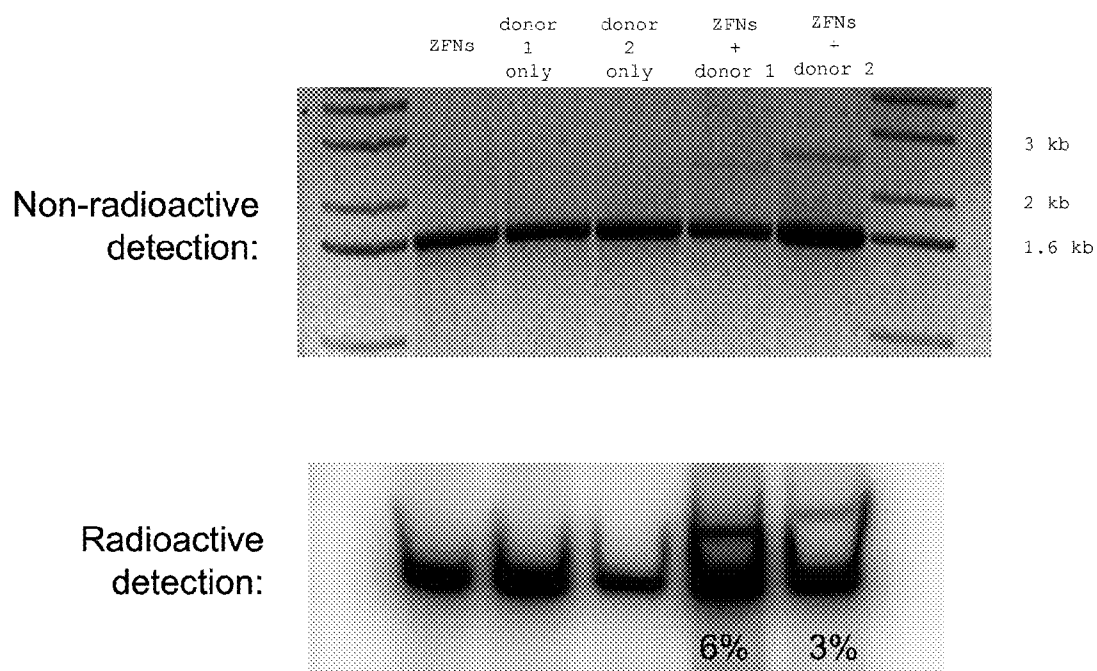 ZFNs
donor
1
only
donor
2
only
ZFNs
+
donor 1
ZFNs
+
donor 2
Non-radioactive
detection:
3 kb
2 kb
1.6 kb
Radioactive
detection:
6%
3%